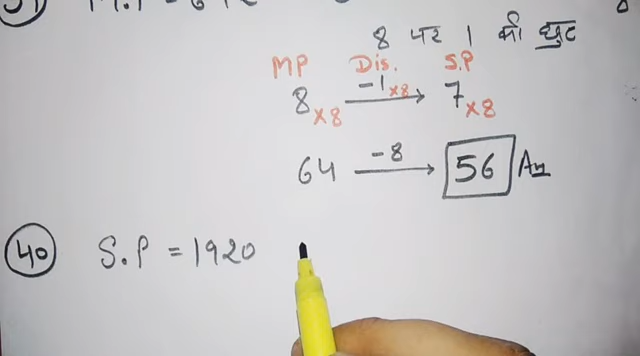 8 पर 1 की छूट
MP Dis. S.P
8×8 -1×8 → 7×8
64 -8 → 56 Ans
40 S.P = 1920